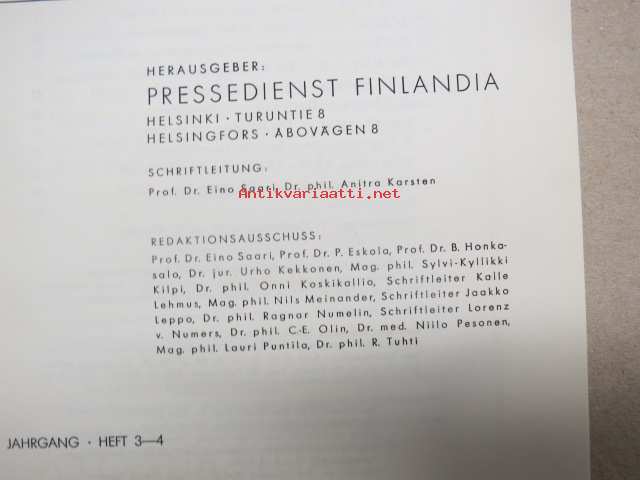 HERAUSGEBER:
PRESSEDIENST FINLANDIA
HELSINKI · TURUNTIE 8
HELSINGFORS · ÅBOVÄGEN 8
SCHRIFTLEITUNG:
Prof. Dr. Eino Saari, Dr. phil. Anitra Karsten
Antikvariaatti.net
REDAKTIONSAUSSCHUSS:
Prof. Dr. Eino Saari, Prof. Dr. P. Eskola, Prof. Dr. B. Honka-
salo, Dr. jur. Urho Kekkonen, Mag. phil. Sylvi-Kyllikki
Kilpi, Dr. phil. Onni Koskikallio, Schriftleiter Kalle
Lehmus, Mag. phil. Nils Meinander, Schriftleiter Jaakko
Leppo, Dr. phil. Ragnar Numelin, Schriftleiter Lorenz
v. Numers, Dr. phil. C.-E. Olin, Dr. med. Niilo Pesonen,
Mag. phil. Lauri Puntila, Dr. phil. R. Tuhti
JAHRGANG · HEFT 3—4